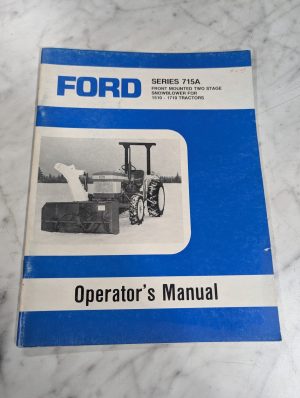 FORD
SERIES 715A
FRONT MOUNTED TWO STAGE
SNOWBLOWER FOR
1510 - 1710 TRACTORS
Operator's Manual